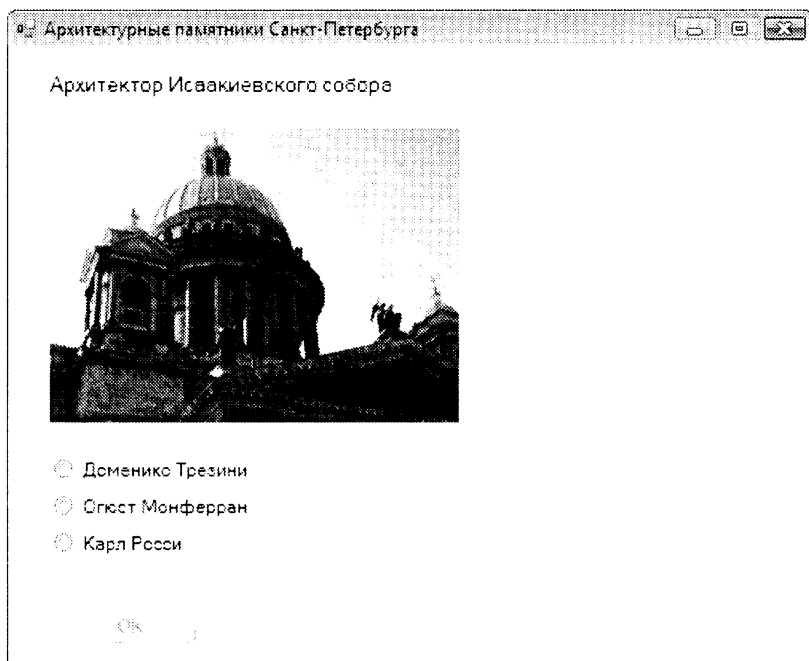 Архитектурные памятники Санкт-Петербурга
Архитектор Исаакиевского собора
Доменико Трезини
Огюст Монферран
Карл Росси
OK